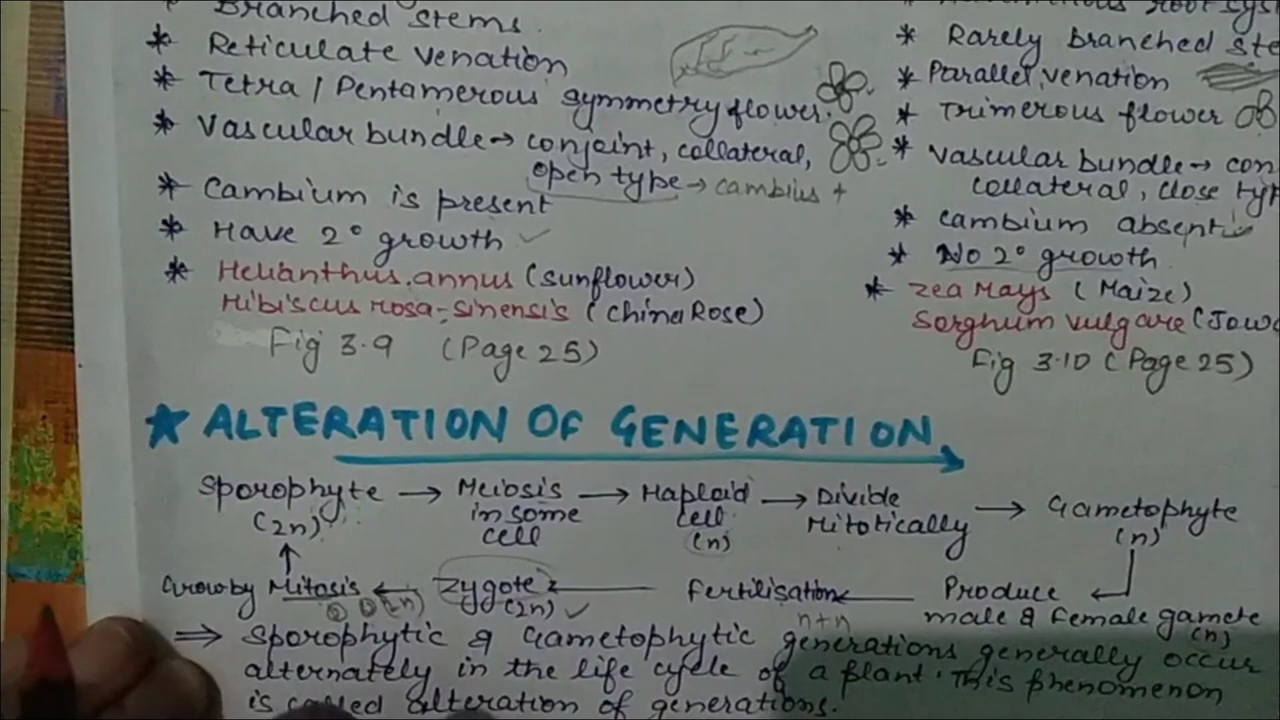 Branched stems.
* Reticulate venation
* Tetra / Pentamerous symmetry flower.
* Vascular bundle → conjoint, collateral,
open type → cambius +
* Cambium is present
* Have 2° growth ✓
* Helianthus annus (sunflower)
Hibiscus rosa-sinensis (China Rose)
Fig 3.9 (Page 25)
root sys
* Rarely branched ste
* Parallel venation
* Trimerous flower
* Vascular bundle → con
collateral, close typ
* Cambium absent
* No 2° growth
* Zea Mays (Maize)
Sorghum vulgare (Jow
Fig 3.10 (Page 25)
★ ALTERATION OF GENERATION
Sporophyte → Meiosis → Haploid → Divide → Gametophyte
(2n) in some cell Mitotically (n)
cell (n)
Grow by Mitosis ← Zygote ← Fertilisation ← Produce
(2n) (2n) ✓ n+n male & Female gamete
(n)
⇒ Sporophytic & Gametophytic generations generally occur
alternately in the life cycle of a plant. This phenomenon
is called alteration of generations.